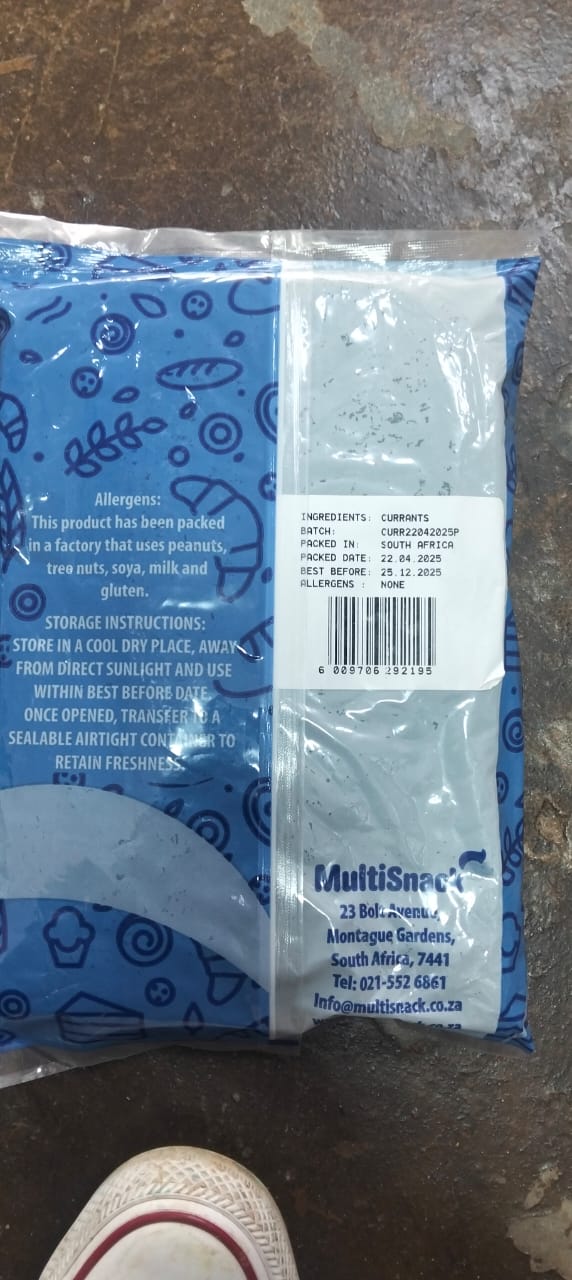 Allergens:
This product has been packed
in a factory that uses peanuts,
tree nuts, soya, milk and
gluten.
STORAGE INSTRUCTIONS:
STORE IN A COOL DRY PLACE, AWAY
FROM DIRECT SUNLIGHT AND USE
WITHIN BEST BEFORE DATE.
ONCE OPENED, TRANSFER TO A
SEALABLE AIRTIGHT CONTAINER TO
RETAIN FRESHNESS.
INGREDIENTS: CURRANTS
BATCH: CURR22042025P
PACKED IN: SOUTH AFRICA
PACKED DATE: 22.04.2025
BEST BEFORE: 25.12.2025
ALLERGENS : NONE
6 009706 292195
MultiSnack
23 Bolt Avenue,
Montague Gardens,
South Africa, 7441
Tel: 021-552 6861
Info@multisnack.co.za